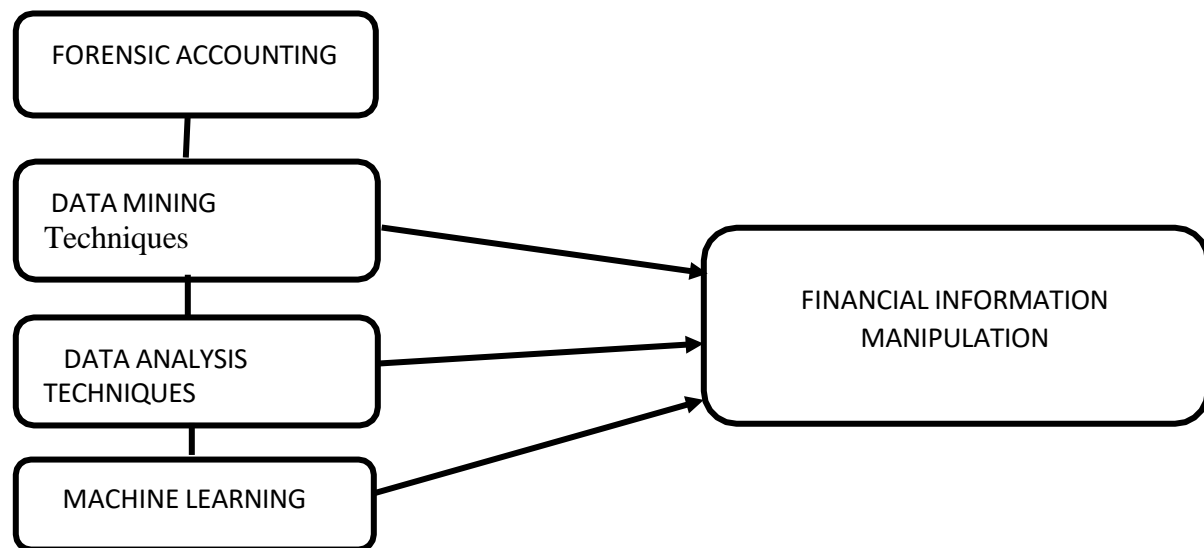 FORENSIC ACCOUNTING
DATA MINING
Techniques
DATA ANALYSIS
TECHNIQUES
MACHINE LEARNING
FINANCIAL INFORMATION
MANIPULATION